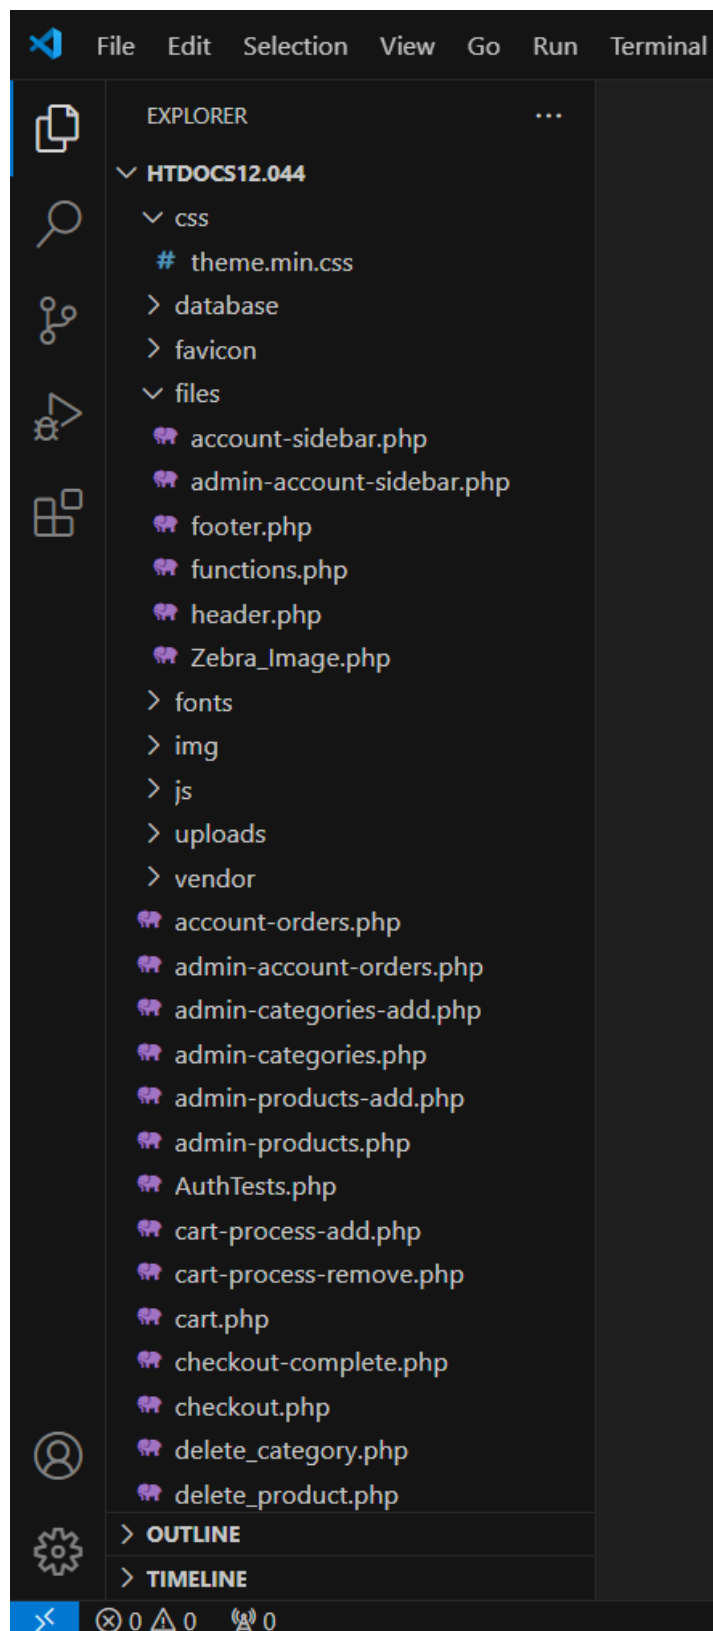 File Edit Selection View Go Run Terminal
EXPLORER
HTDOCS12.044
css
# theme.min.css
database
favicon
files
account-sidebar.php
admin-account-sidebar.php
footer.php
functions.php
header.php
Zebra_Image.php
fonts
img
js
uploads
vendor
account-orders.php
admin-account-orders.php
admin-categories-add.php
admin-categories.php
admin-products-add.php
admin-products.php
AuthTests.php
cart-process-add.php
cart-process-remove.php
cart.php
checkout-complete.php
checkout.php
delete_category.php
delete_product.php
OUTLINE
TIMELINE
0 0 0